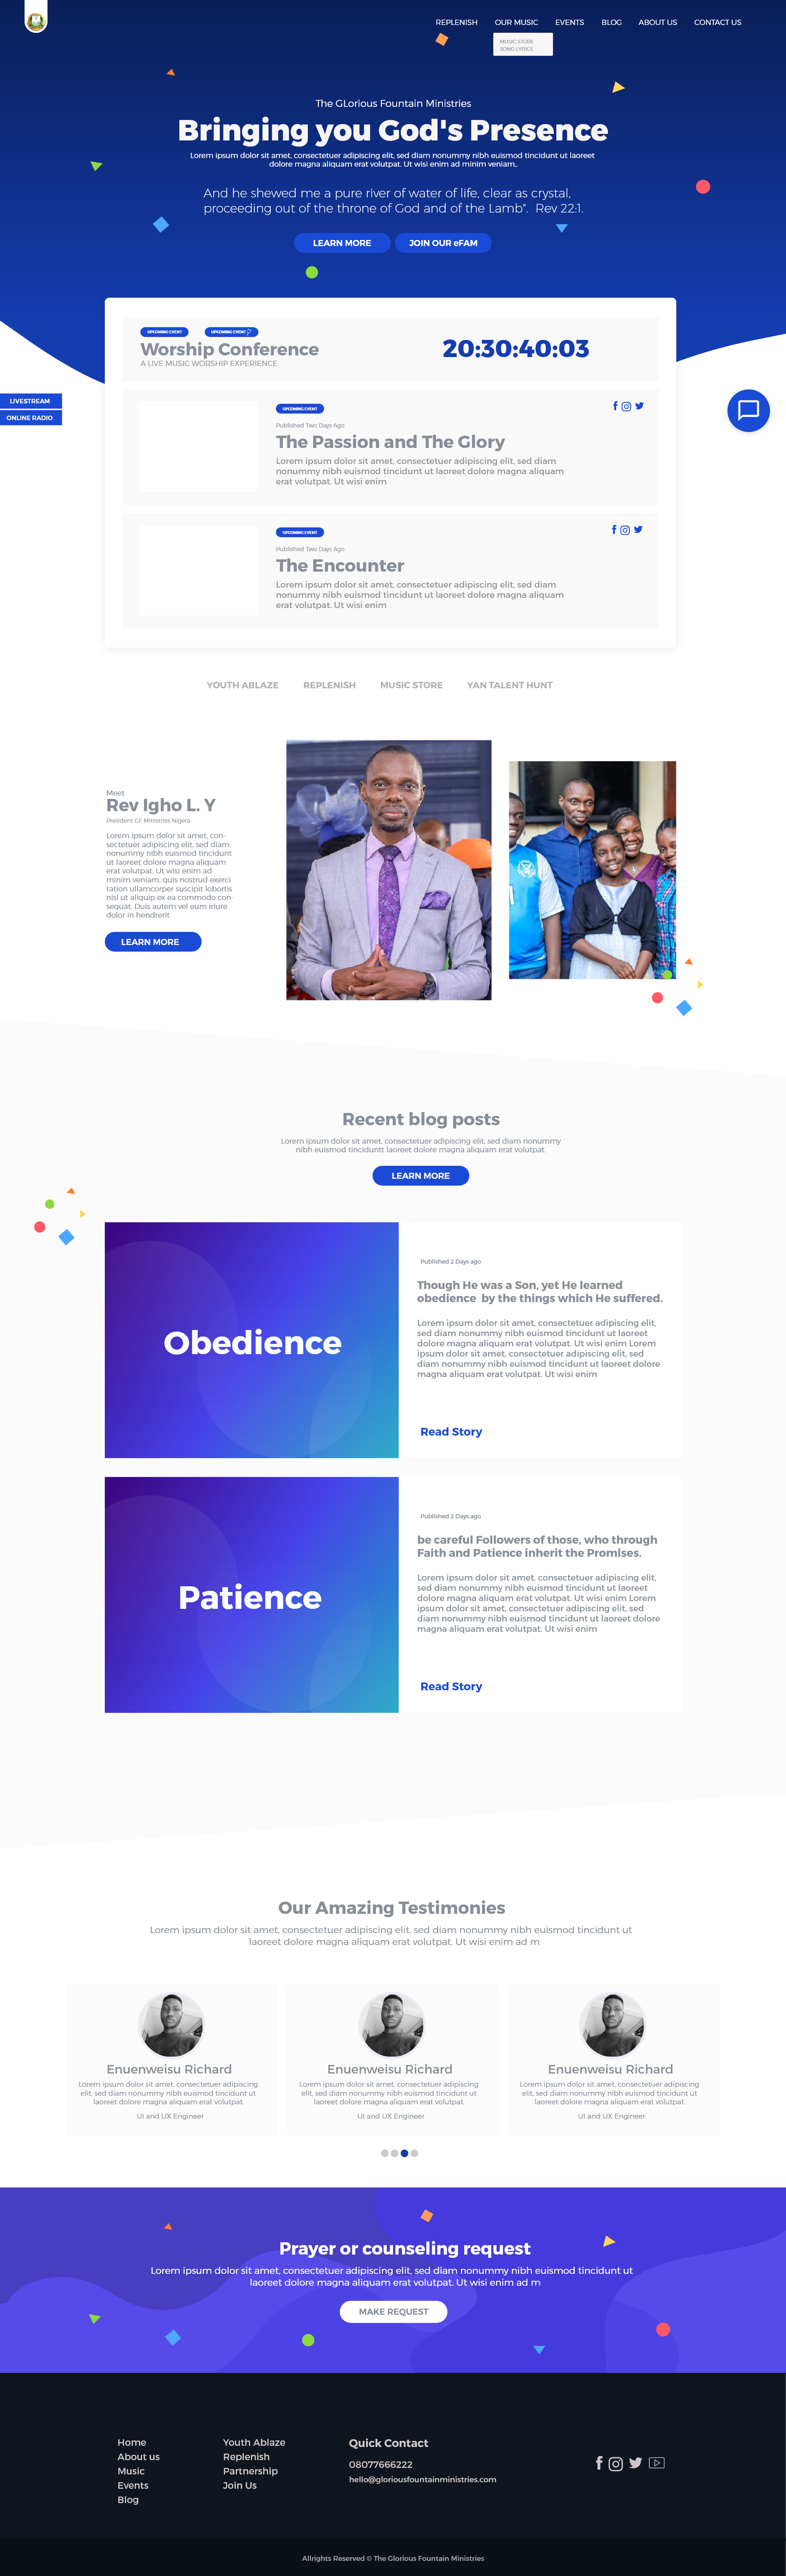 REPLENISH OUR MUSIC EVENTS BLOG ABOUT US CONTACT US
MUSIC STORE
SONG LYRICS
The GLorious Fountain Ministries
Bringing you God's Presence
Lorem ipsum dolor sit amet, consectetuer adipiscing elit, sed diam nonummy nibh euismod tincidunt ut laoreet
dolore magna aliquam erat volutpat. Ut wisi enim ad minim veniam,.
And he shewed me a pure river of water of life, clear as crystal,
proceeding out of the throne of God and of the Lamb". Rev 22:1.
LEARN MORE JOIN OUR eFAM
UPCOMING EVENT UPCOMING EVENT
Worship Conference
A LIVE MUSIC WORSHIP EXPERIENCE
20:30:40:03
LIVESTREAM
ONLINE RADIO
UPCOMING EVENT
Published Two Days Ago
The Passion and The Glory
Lorem ipsum dolor sit amet, consectetuer adipiscing elit, sed diam
nonummy nibh euismod tincidunt ut laoreet dolore magna aliquam
erat volutpat. Ut wisi enim
UPCOMING EVENT
Published Two Days Ago
The Encounter
Lorem ipsum dolor sit amet, consectetuer adipiscing elit, sed diam
nonummy nibh euismod tincidunt ut laoreet dolore magna aliquam
erat volutpat. Ut wisi enim
YOUTH ABLAZE REPLENISH MUSIC STORE YAN TALENT HUNT
Meet
Rev Igho L. Y
President GF Ministries Nigera
Lorem ipsum dolor sit amet, con-
sectetuer adipiscing elit, sed diam
nonummy nibh euismod tincidunt
ut laoreet dolore magna aliquam
erat volutpat. Ut wisi enim ad
minim veniam, quis nostrud exerci
tation ullamcorper suscipit lobortis
nisl ut aliquip ex ea commodo con-
sequat. Duis autem vel eum iriure
dolor in hendrerit
LEARN MORE
Recent blog posts
Lorem ipsum dolor sit amet, consectetuer adipiscing elit, sed diam nonummy
nibh euismod tinciduntt laoreet dolore magna aliquam erat volutpat.
LEARN MORE
Obedience
Published 2 Days ago
Though He was a Son, yet He learned
obedience by the things which He suffered.
Lorem ipsum dolor sit amet, consectetuer adipiscing elit,
sed diam nonummy nibh euismod tincidunt ut laoreet
dolore magna aliquam erat volutpat. Ut wisi enim Lorem
ipsum dolor sit amet, consectetuer adipiscing elit, sed
diam nonummy nibh euismod tincidunt ut laoreet dolore
magna aliquam erat volutpat. Ut wisi enim
Read Story
Patience
Published 2 Days ago
be careful Followers of those, who through
Faith and Patience inherit the Promises.
Lorem ipsum dolor sit amet, consectetuer adipiscing elit,
sed diam nonummy nibh euismod tincidunt ut laoreet
dolore magna aliquam erat volutpat. Ut wisi enim Lorem
ipsum dolor sit amet, consectetuer adipiscing elit, sed
diam nonummy nibh euismod tincidunt ut laoreet dolore
magna aliquam erat volutpat. Ut wisi enim
Read Story
Our Amazing Testimonies
Lorem ipsum dolor sit amet, consectetuer adipiscing elit, sed diam nonummy nibh euismod tincidunt ut
laoreet dolore magna aliquam erat volutpat. Ut wisi enim ad m
Enuenweisu Richard
Lorem ipsum dolor sit amet, consectetuer adipiscing
elit, sed diam nonummy nibh euismod tincidunt ut
laoreet dolore magna aliquam erat volutpat.
UI and UX Engineer
Enuenweisu Richard
Lorem ipsum dolor sit amet, consectetuer adipiscing
elit, sed diam nonummy nibh euismod tincidunt ut
laoreet dolore magna aliquam erat volutpat.
UI and UX Engineer
Enuenweisu Richard
Lorem ipsum dolor sit amet, consectetuer adipiscing
elit, sed diam nonummy nibh euismod tincidunt ut
laoreet dolore magna aliquam erat volutpat.
UI and UX Engineer
Prayer or counseling request
Lorem ipsum dolor sit amet, consectetuer adipiscing elit, sed diam nonummy nibh euismod tincidunt ut
laoreet dolore magna aliquam erat volutpat. Ut wisi enim ad m
MAKE REQUEST
Home
About us
Music
Events
Blog
Youth Ablaze
Replenish
Partnership
Join Us
Quick Contact
08077666222
hello@gloriousfountainministries.com
Allrights Reserved © The Glorious Fountain Ministries